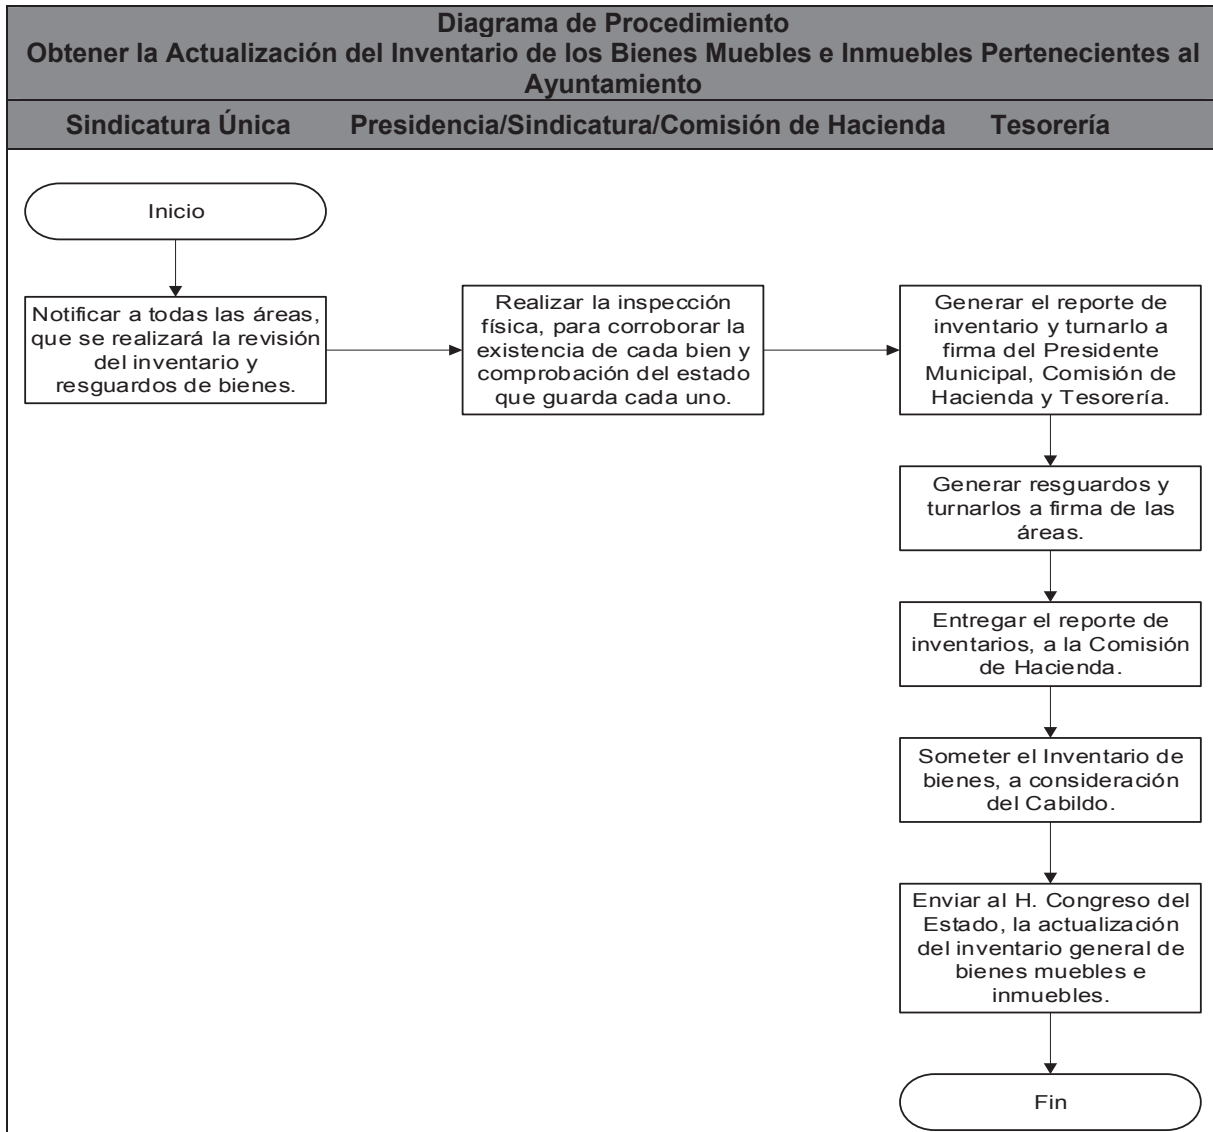 Diagrama de Procedimiento
Obtener la Actualización del Inventario de los Bienes Muebles e Inmuebles Pertenecientes al
Ayuntamiento
Sindicatura Única
Presidencia/Sindicatura/Comisión de Hacienda
Tesorería
Inicio
Notificar a todas las áreas,
que se realizará la revisión
del inventario y
resguardos de bienes.
Realizar la inspección
física, para corroborar la
existencia de cada bien y
comprobación del estado
que guarda cada uno.
Generar el reporte de
inventario y turnarlo a
firma del Presidente
Municipal, Comisión de
Hacienda y Tesorería.
Generar resguardos y
turnarlos a firma de las
áreas.
Entregar el reporte de
inventarios, a la Comisión
de Hacienda.
Someter el Inventario de
bienes, a consideración
del Cabildo.
Enviar al H. Congreso del
Estado, la actualización
del inventario general de
bienes muebles e
inmuebles.
Fin